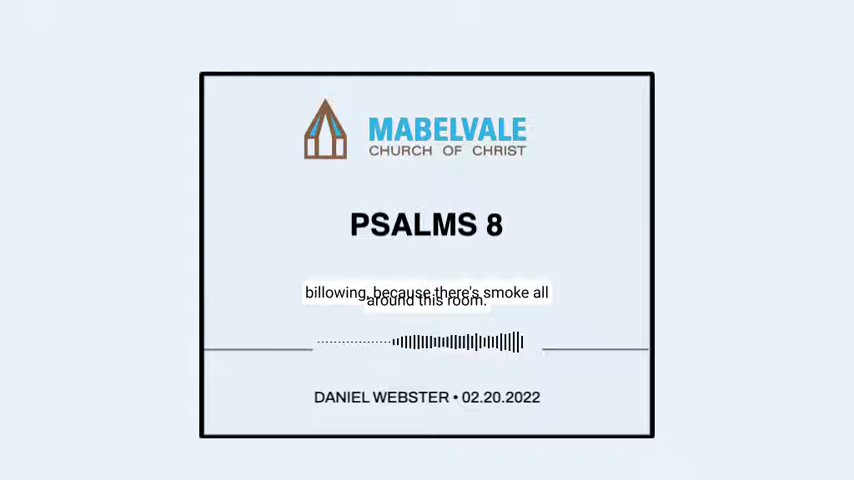 MABELVALE
CHURCH OF CHRIST
PSALMS 8
billowing, because there's smoke all
around this room.
DANIEL WEBSTER • 02.20.2022